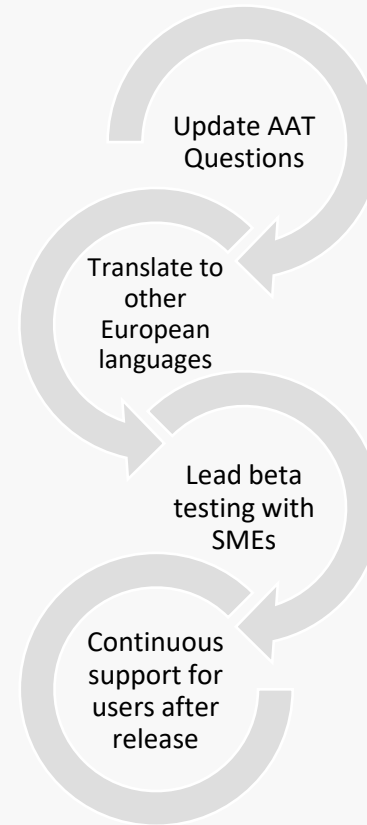 Update AAT
Questions
Translate to
other
European
languages
Lead beta
testing with
SMEs
Continuous
support for
users after
release